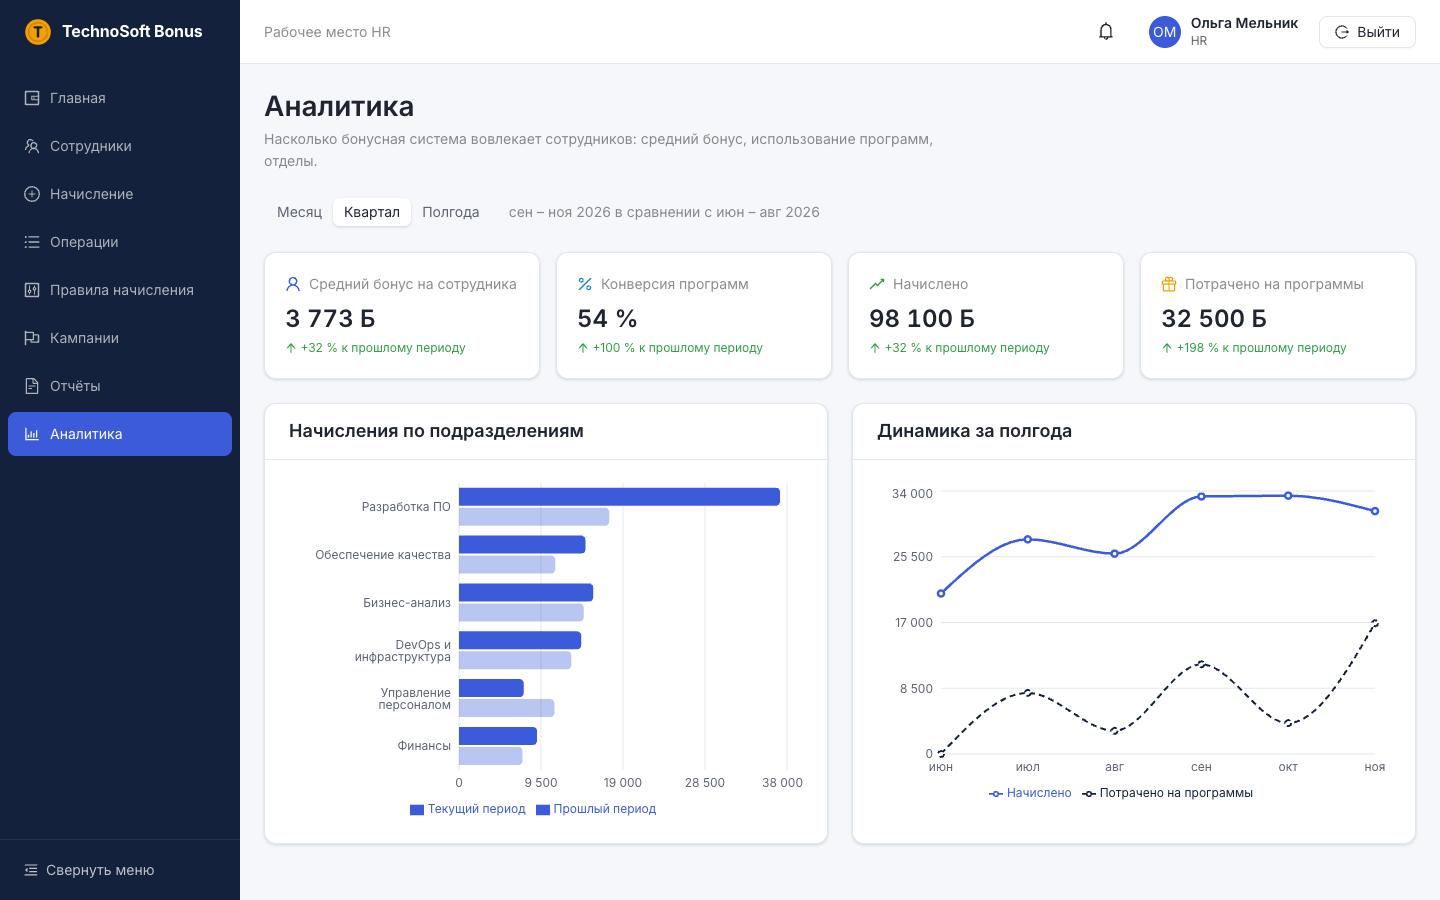 TechnoSoft Bonus
Рабочее место HR
ОМ
Ольга Мельник
HR
Выйти
Главная
Сотрудники
Начисление
Операции
Правила начисления
Кампании
Отчёты
Аналитика
Свернуть меню
Аналитика
Насколько бонусная система вовлекает сотрудников: средний бонус, использование программ,
отделы.
Месяц Квартал Полгода сен – ноя 2026 в сравнении с июн – авг 2026
Средний бонус на сотрудника
3 773 Б
+32 % к прошлому периоду
Конверсия программ
54 %
+100 % к прошлому периоду
Начислено
98 100 Б
+32 % к прошлому периоду
Потрачено на программы
32 500 Б
+198 % к прошлому периоду
Начисления по подразделениям
Разработка ПО
Обеспечение качества
Бизнес-анализ
DevOps и
инфраструктура
Управление
персоналом
Финансы
0 9 500 19 000 28 500 38 000
Текущий период Прошлый период
Динамика за полгода
34 000
25 500
17 000
8 500
0
июн июл авг сен окт ноя
Начислено Потрачено на программы